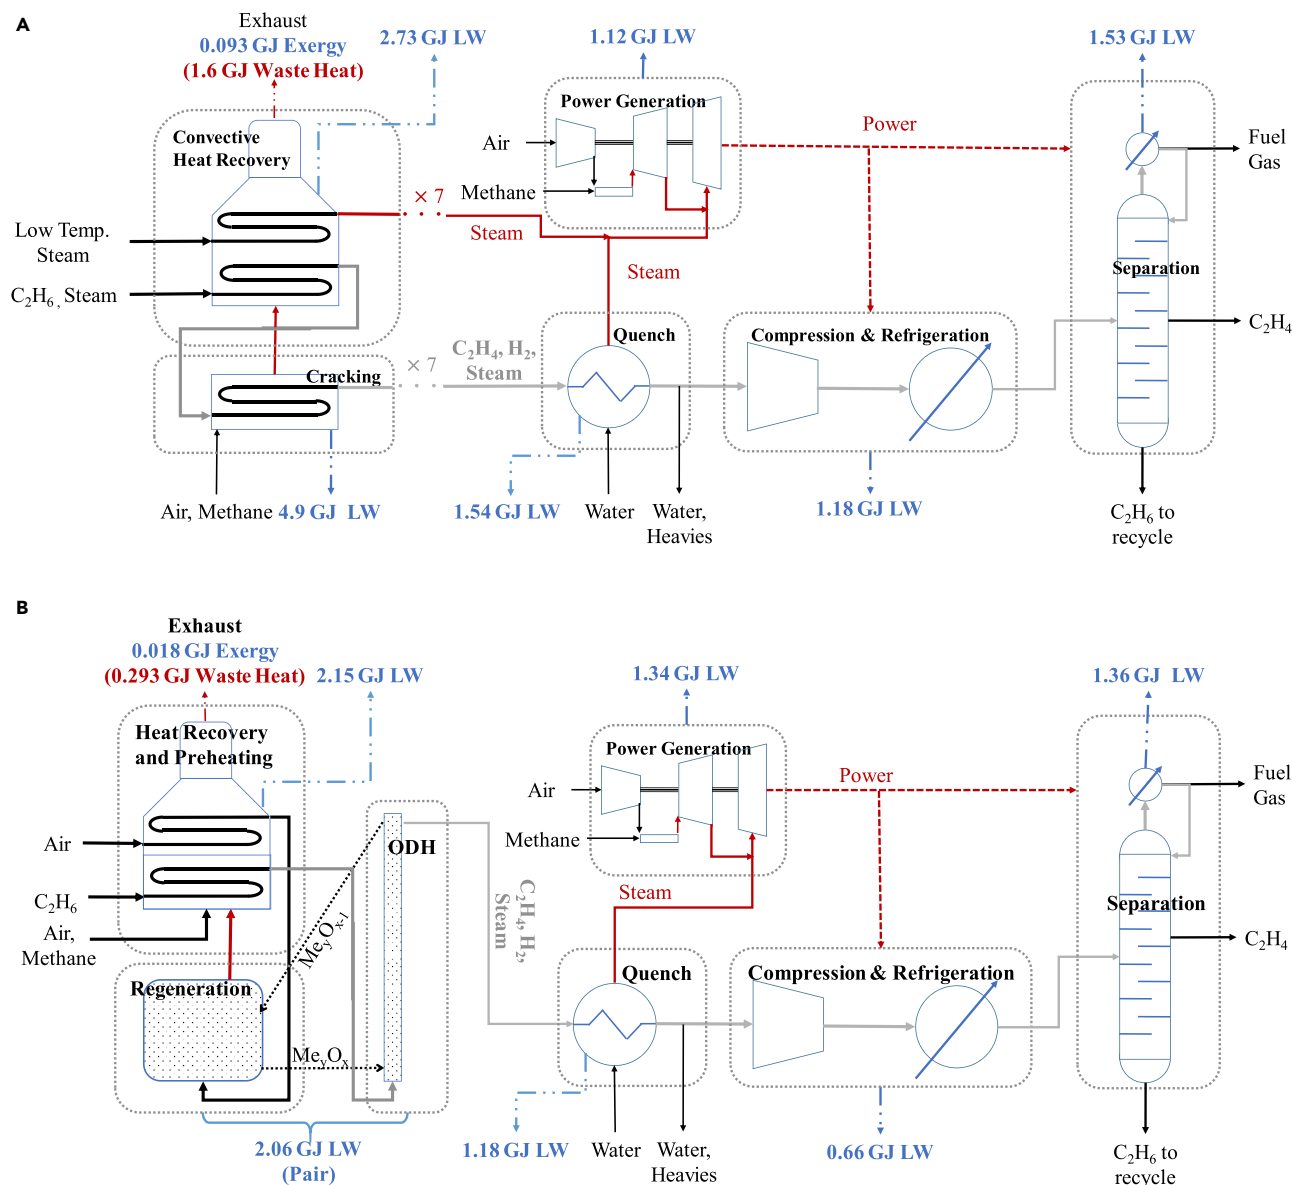 A
Exhaust
0.093 GJ Exergy
(1.6 GJ Waste Heat)
2.73 GJ LW
1.12 GJ LW
1.53 GJ LW
Convective
Heat Recovery
Power Generation
Air
Methane
Power
Fuel
Gas
× 7
Steam
Low Temp.
Steam
C₂H₆, Steam
Steam
Separation
Quench
Compression & Refrigeration
C₂H₄
Cracking
× 7
C₂H₄, H₂,
Steam
Air, Methane
4.9 GJ LW
1.54 GJ LW
Water
Water,
Heavies
1.18 GJ LW
C₂H₆ to
recycle
B
Exhaust
0.018 GJ Exergy
(0.293 GJ Waste Heat)
2.15 GJ LW
1.34 GJ LW
1.36 GJ LW
Heat Recovery
and Preheating
Power Generation
Air
Methane
Power
Fuel
Gas
Air
C₂H₆
Air,
Methane
ODH
MeyOx-1
C₂H₄, H₂,
Steam
Steam
Separation
C₂H₄
Regeneration
MeyOx
Quench
Compression & Refrigeration
2.06 GJ LW
(Pair)
1.18 GJ LW
Water
Water,
Heavies
0.66 GJ LW
C₂H₆ to
recycle